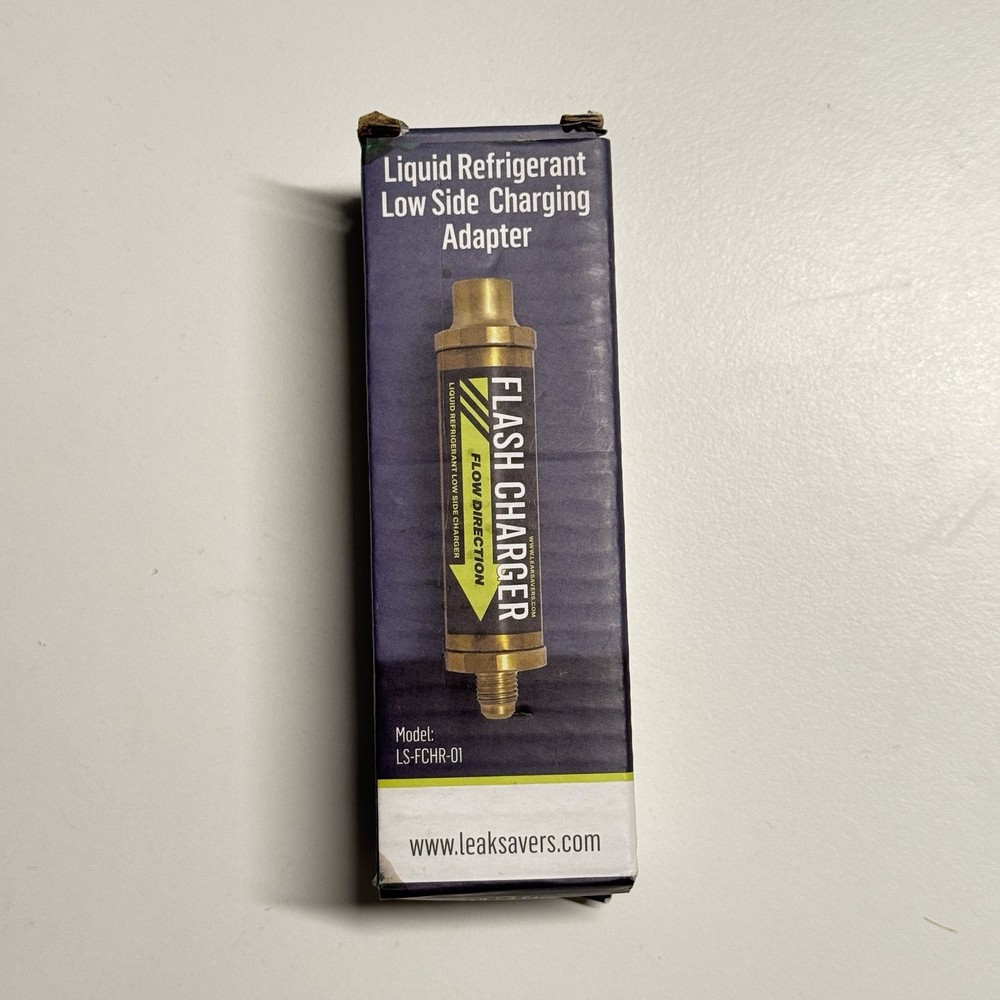 Liquid Refrigerant
Low Side Charging
Adapter
FLASH CHARGER
WWW.LEAKSAVERS.COM
FLOW DIRECTION
LIQUID REFRIGERANT LOW SIDE CHARGER
Model:
LS-FCHR-01
www.leaksavers.com